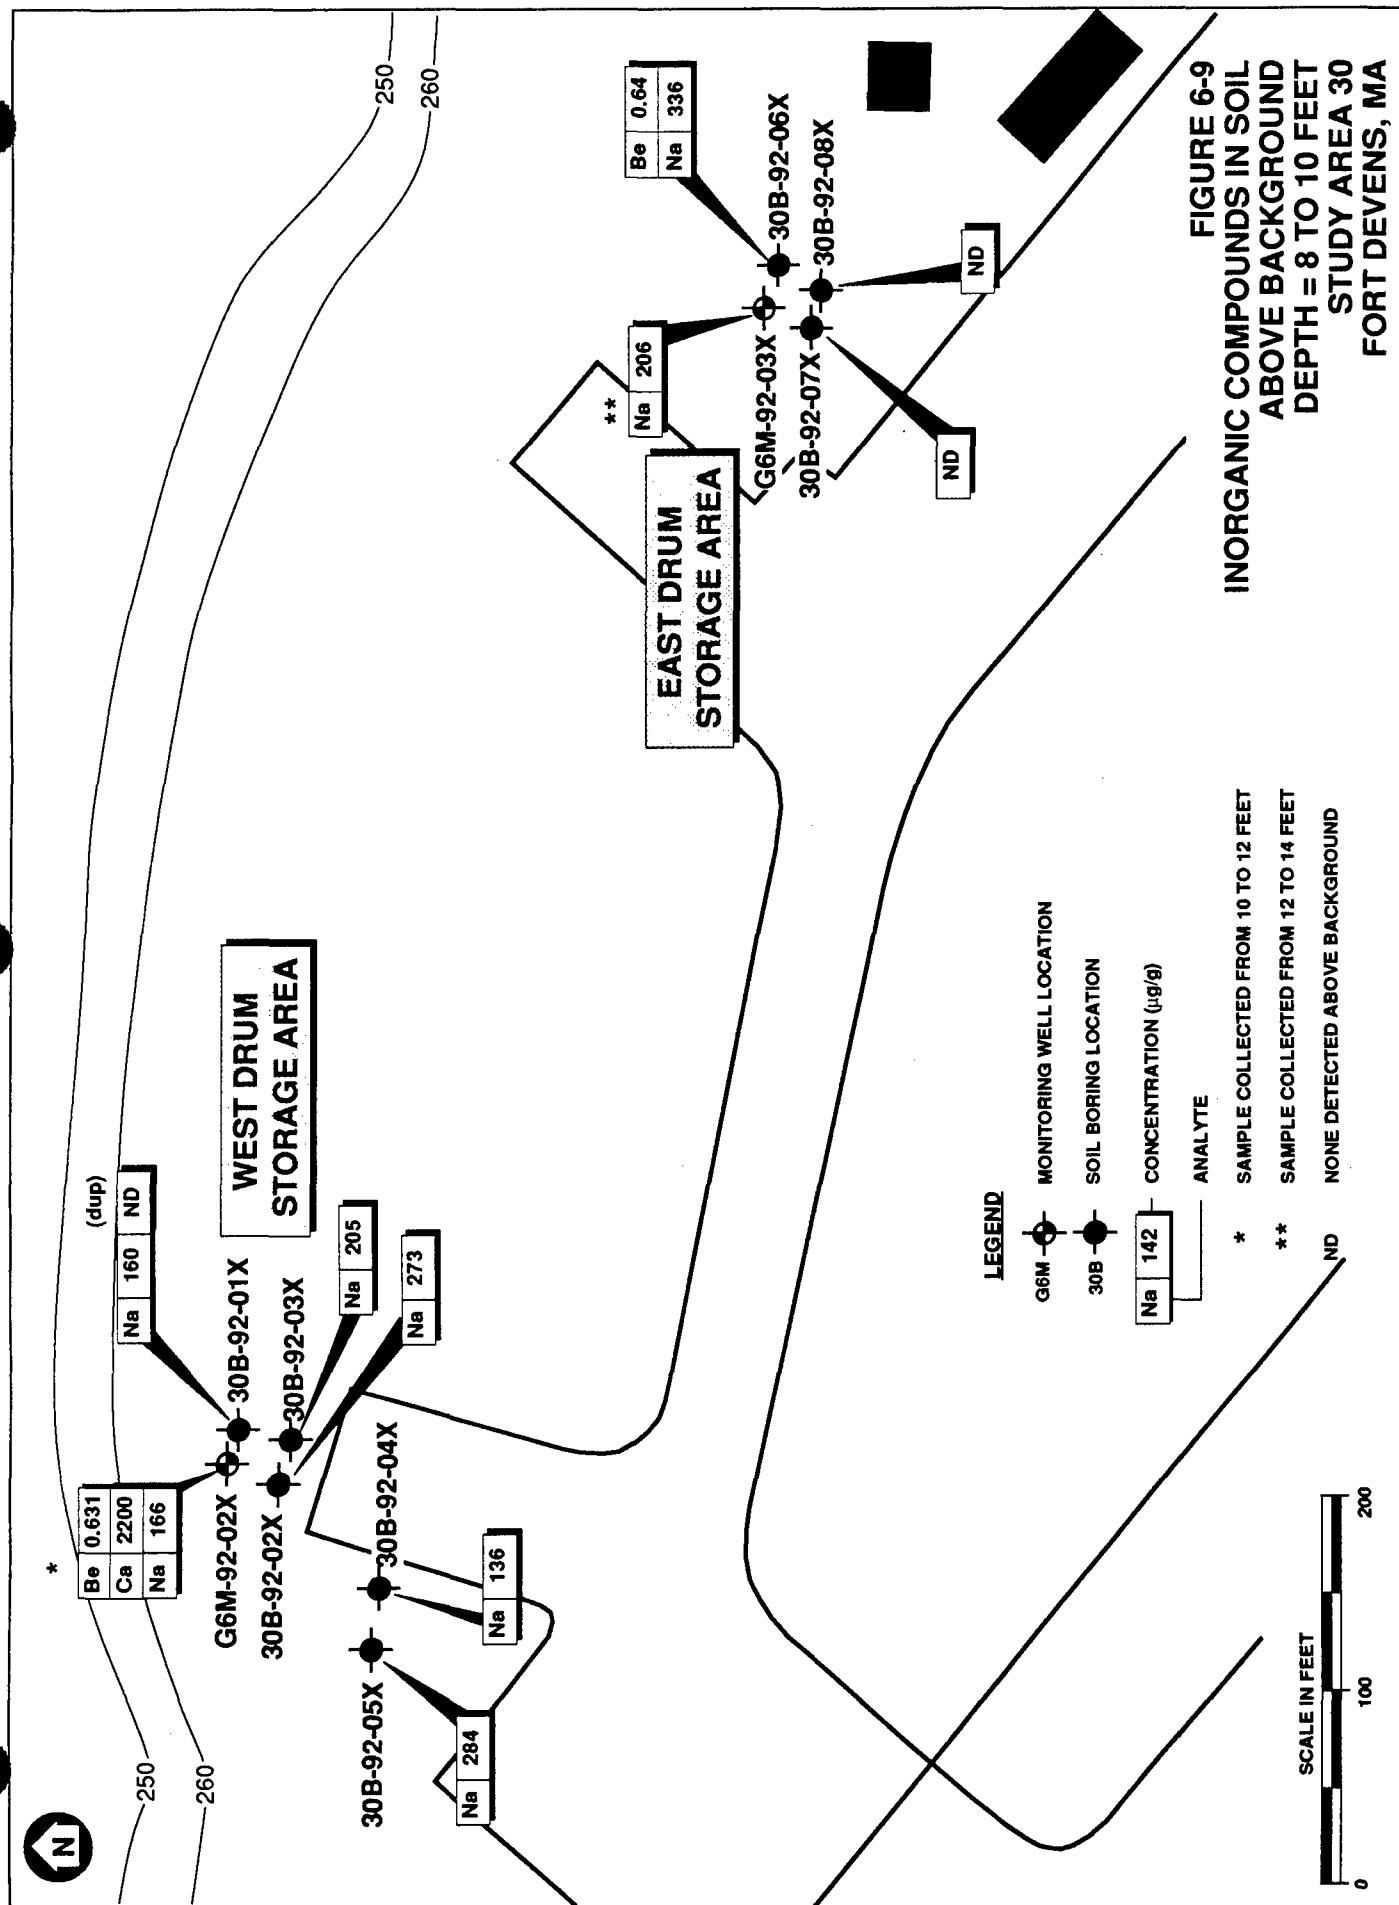 N
250
260
250
260
*
Be 0.631
Ca 2200
Na 166
(dup)
Na 160 ND
G6M-92-02X
30B-92-01X
30B-92-02X
30B-92-03X
WEST DRUM
STORAGE AREA
Na 205
Na 273
30B-92-05X
30B-92-04X
Na 284
Na 136
Be 0.64
Na 336
**
Na 206
EAST DRUM
STORAGE AREA
G6M-92-03X
30B-92-06X
30B-92-07X
30B-92-08X
ND
ND
LEGEND
G6M MONITORING WELL LOCATION
30B SOIL BORING LOCATION
Na 142 CONCENTRATION (µg/g)
ANALYTE
* SAMPLE COLLECTED FROM 10 TO 12 FEET
** SAMPLE COLLECTED FROM 12 TO 14 FEET
ND NONE DETECTED ABOVE BACKGROUND
SCALE IN FEET
0 100 200
FIGURE 6-9
INORGANIC COMPOUNDS IN SOIL
ABOVE BACKGROUND
DEPTH = 8 TO 10 FEET
STUDY AREA 30
FORT DEVENS, MA